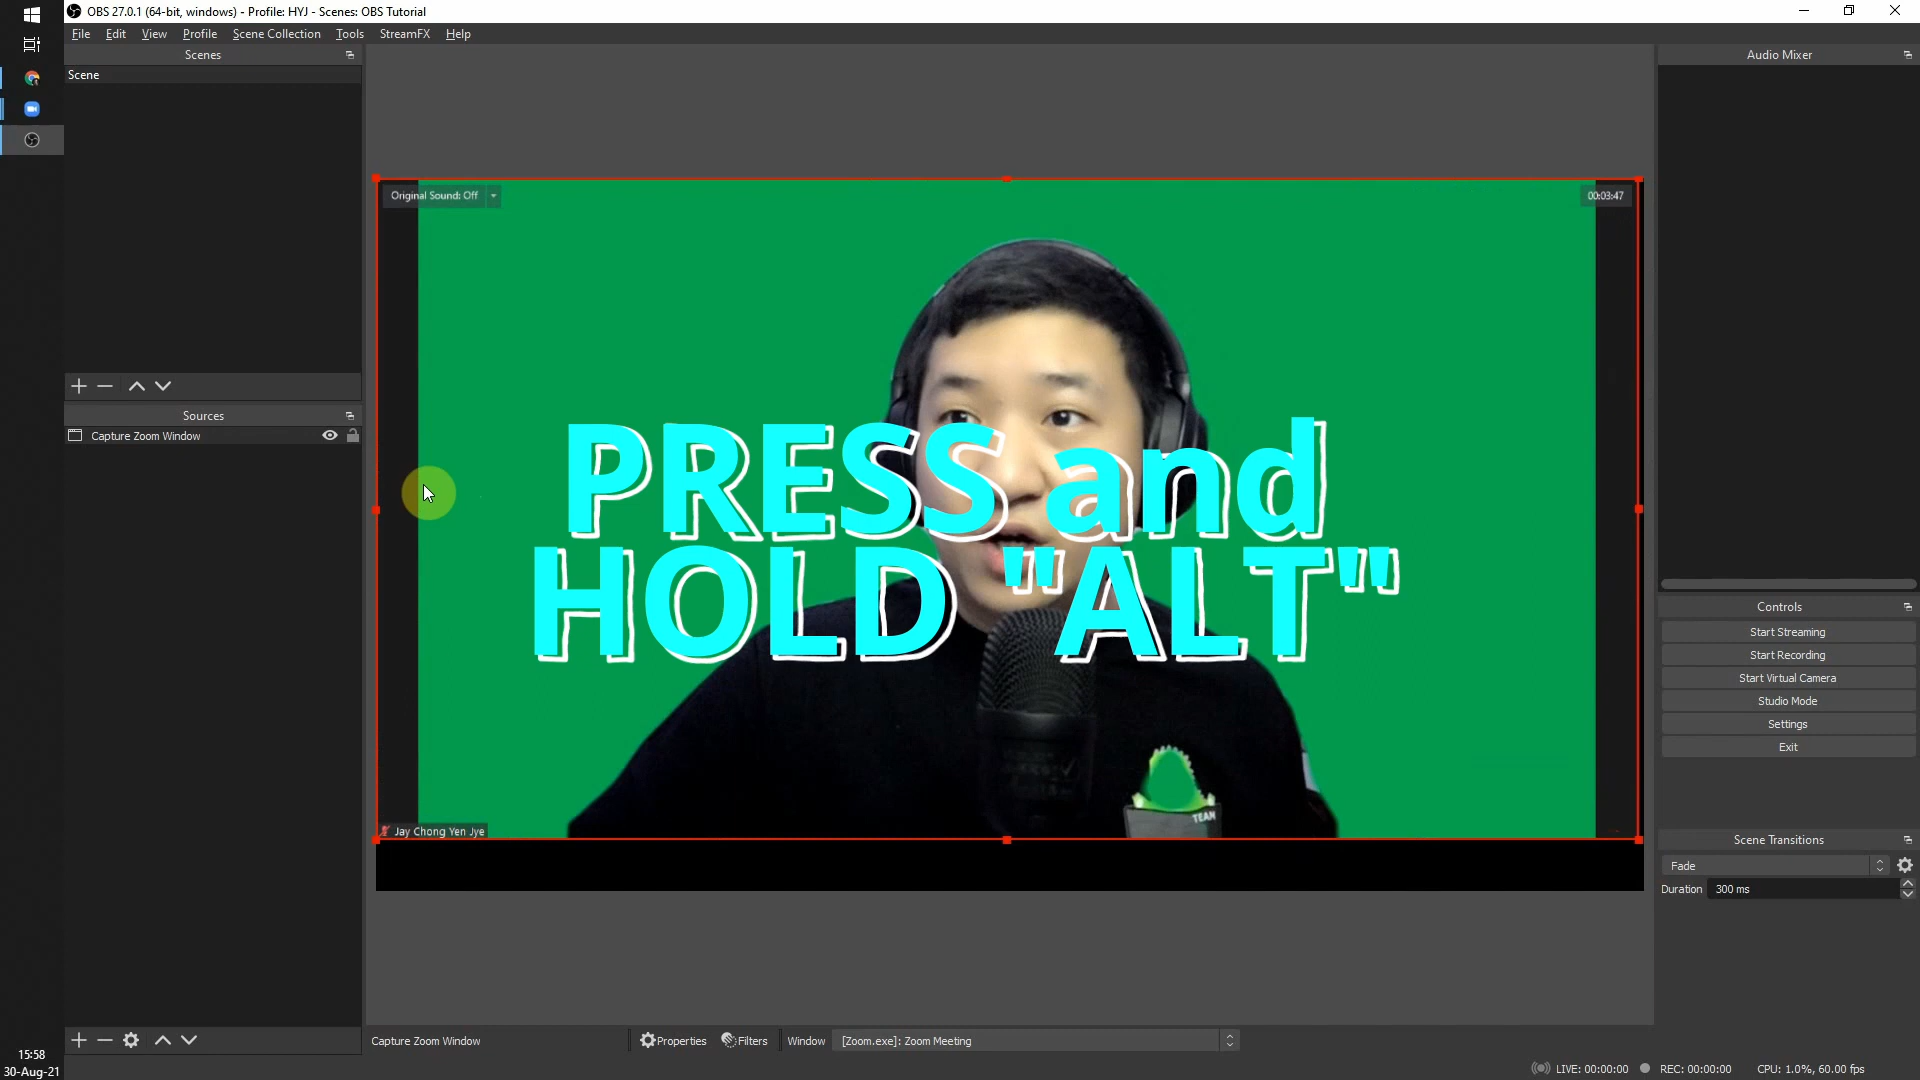 OBS 27.0.1 (64-bit, windows) - Profile: HYJ - Scenes: OBS Tutorial
File Edit View Profile Scene Collection Tools StreamFX Help
Scenes
Scene
Sources
Capture Zoom Window
Original Sound: Off
00:03:47
PRESS and
HOLD "ALT"
TEAM
Jay Chong Yen Jye
Audio Mixer
Controls
Start Streaming
Start Recording
Start Virtual Camera
Studio Mode
Settings
Exit
Scene Transitions
Fade
Duration 300 ms
Capture Zoom Window Properties Filters Window [Zoom.exe]: Zoom Meeting
LIVE: 00:00:00 REC: 00:00:00 CPU: 1.0%, 60.00 fps
15:58
30-Aug-21